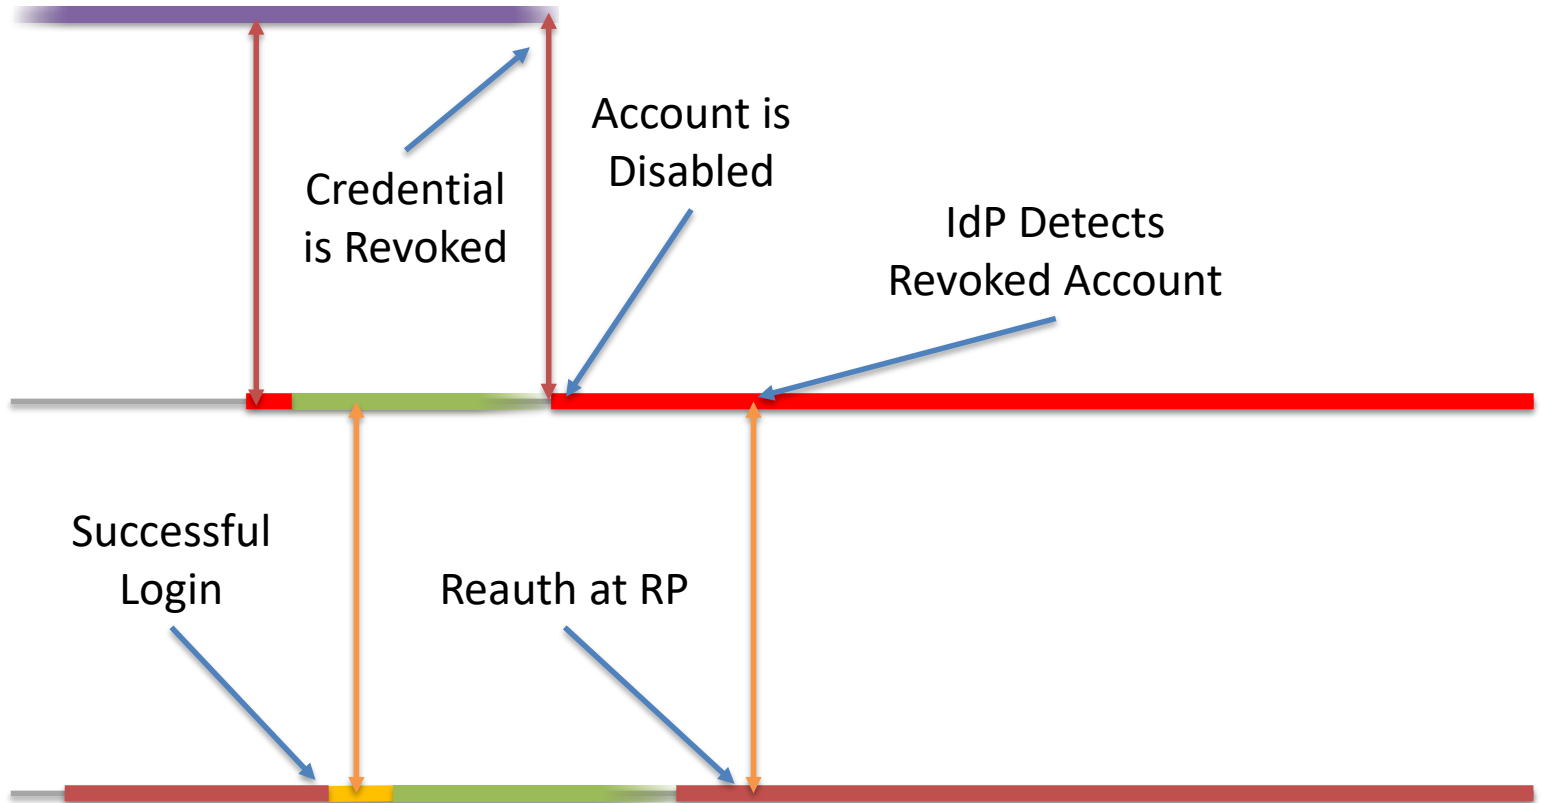 Account is
Disabled
Credential
is Revoked
IdP Detects
Revoked Account
Successful
Login
Reauth at RP